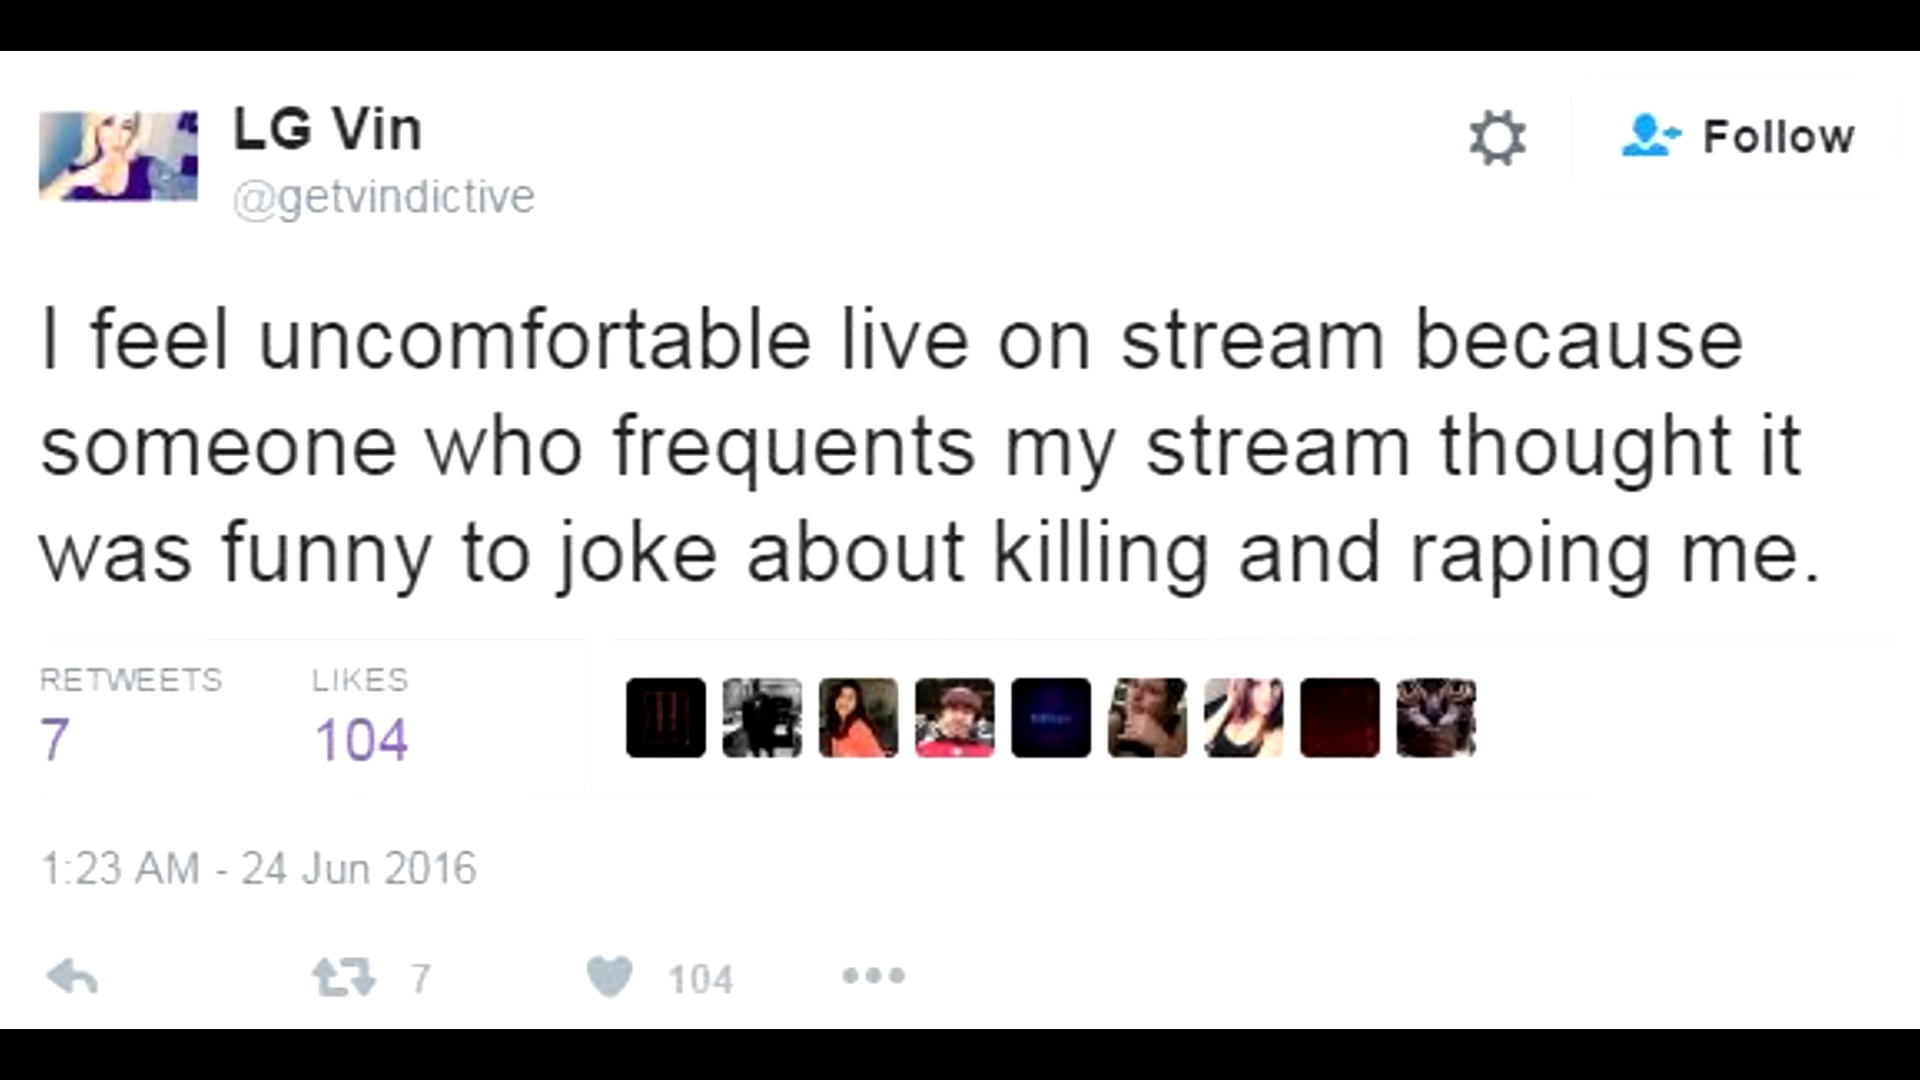 LG Vin
@getvindictive
Follow
I feel uncomfortable live on stream because
someone who frequents my stream thought it
was funny to joke about killing and raping me.
RETWEETS LIKES
7 104
1:23 AM - 24 Jun 2016
7 104